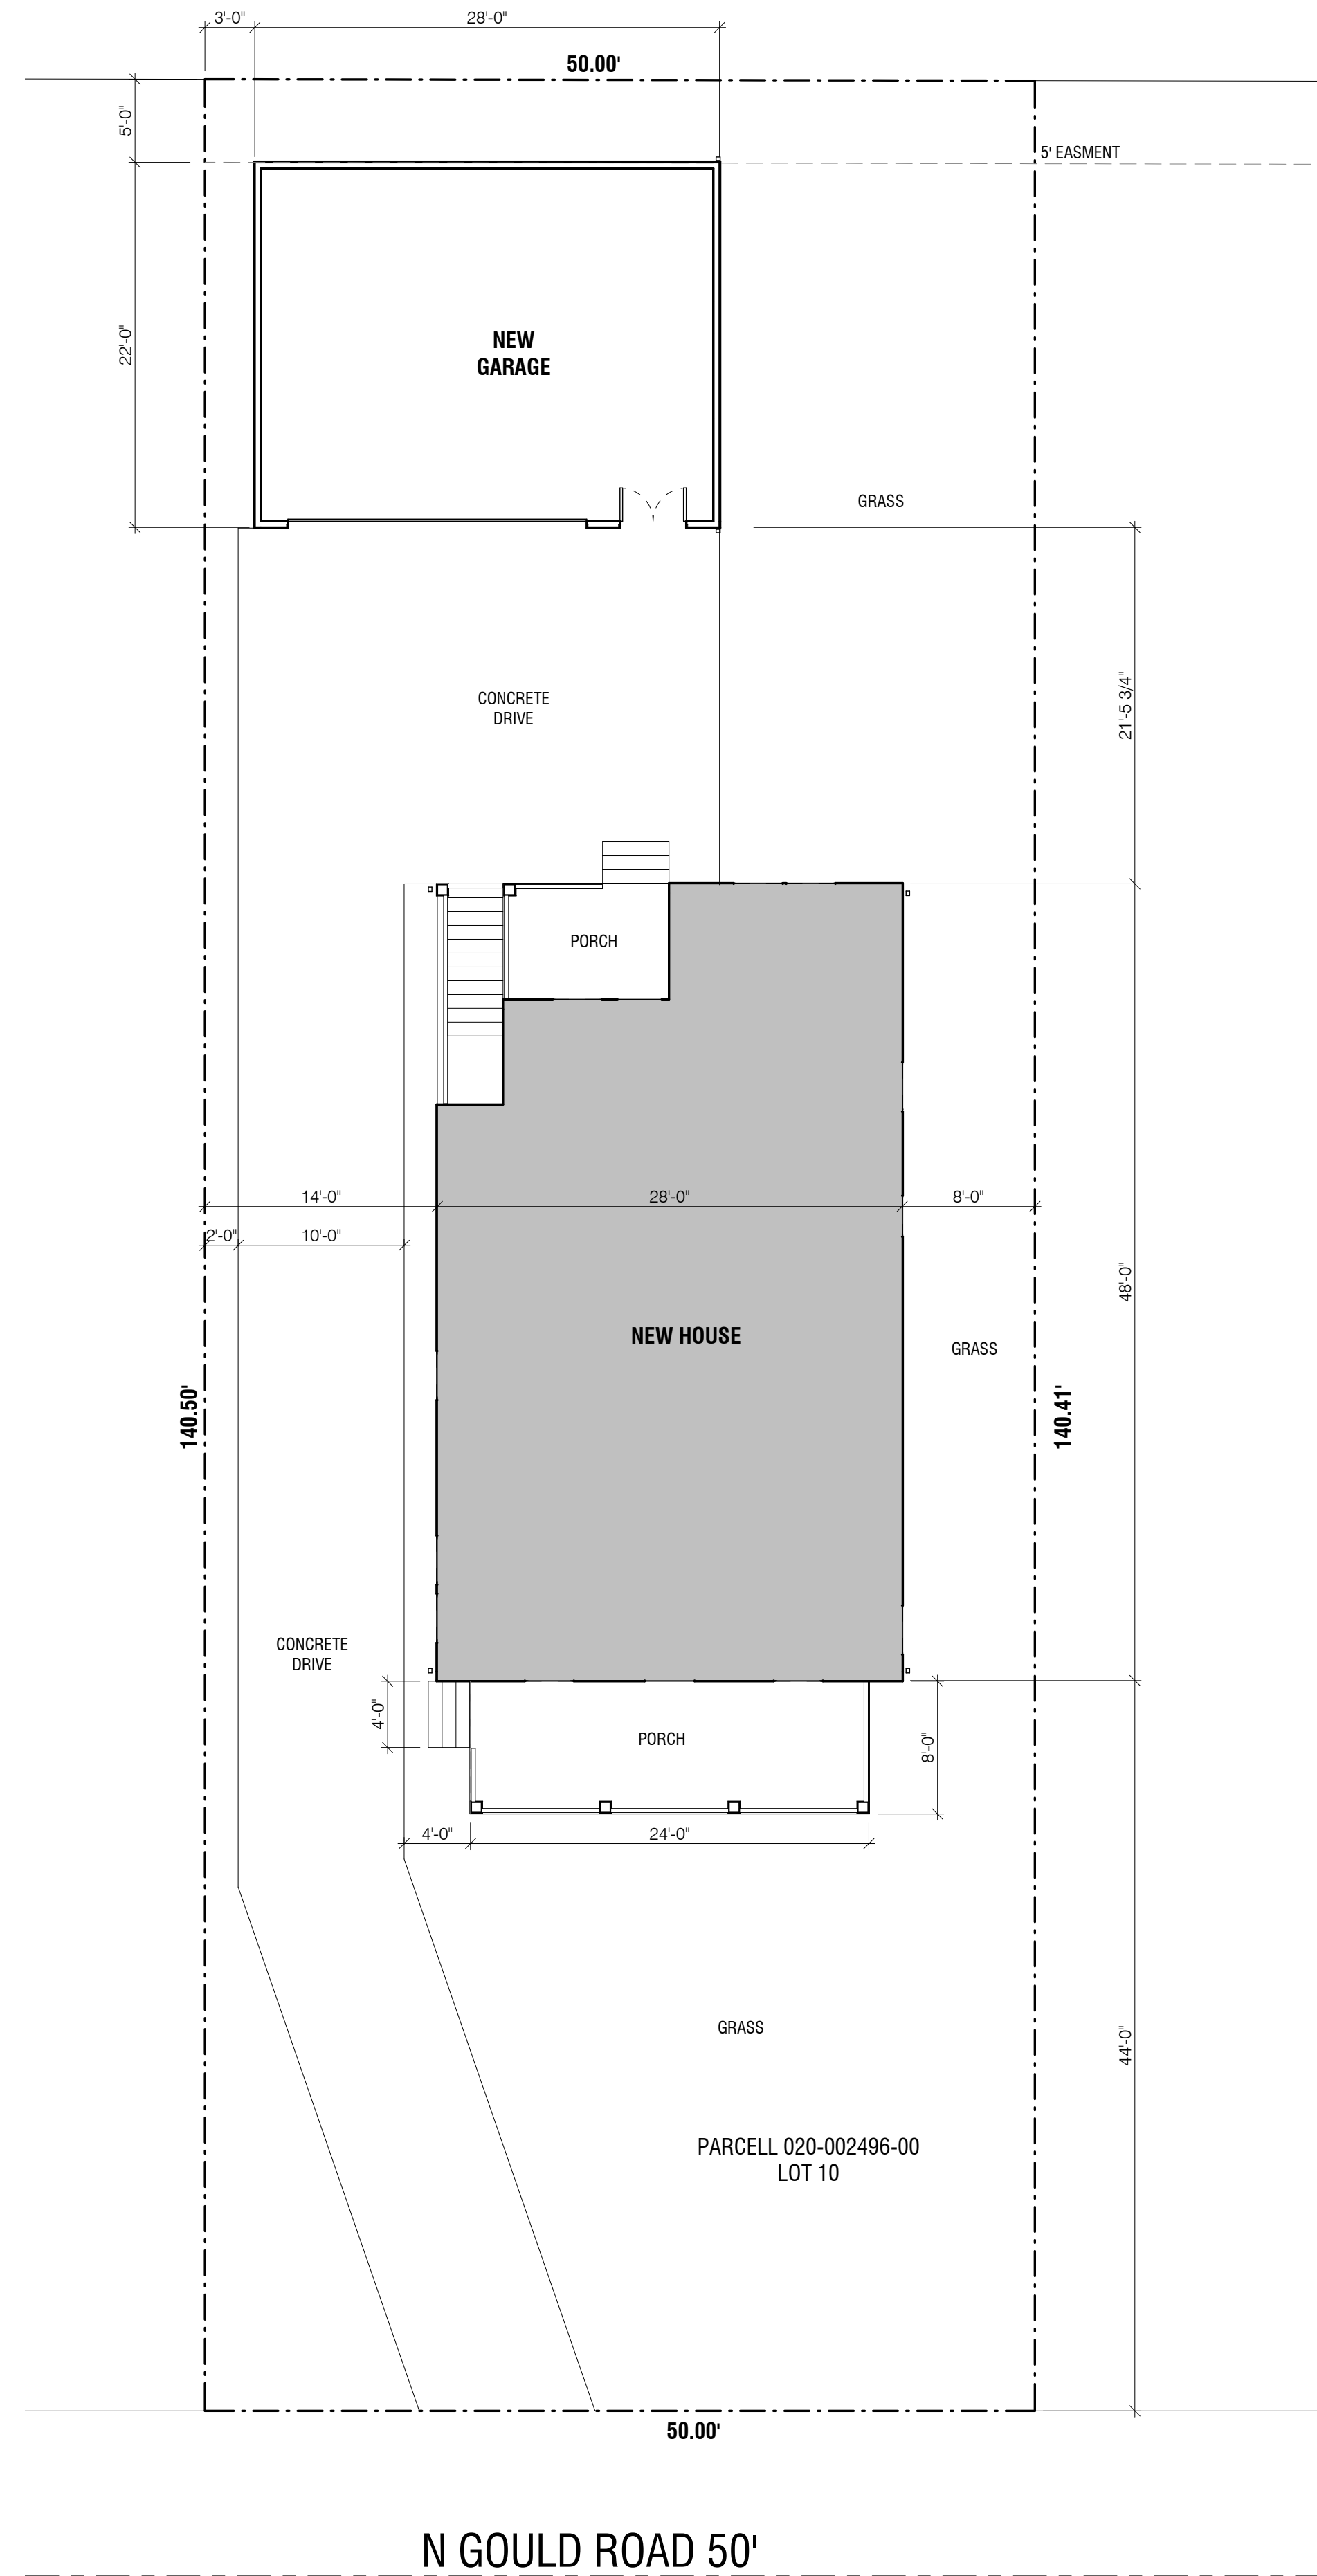 3'-0"
28'-0"
50.00'
5'-0"
5' EASMENT
22'-0"
NEW
GARAGE
GRASS
21'-5 3/4"
CONCRETE
DRIVE
PORCH
14'-0"
28'-0"
8'-0"
2'-0"
10'-0"
48'-0"
NEW HOUSE
GRASS
140.50'
140.41'
CONCRETE
DRIVE
4'-0"
PORCH
8'-0"
4'-0"
24'-0"
GRASS
44'-0"
PARCELL 020-002496-00
LOT 10
50.00'
N GOULD ROAD 50'